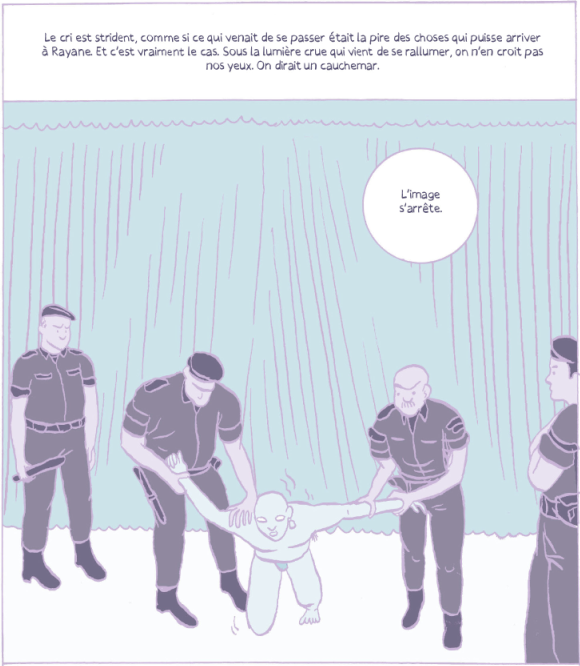 Le cri est strident, comme si ce qui venait de se passer était la pire des choses qui puisse arriver
à Rayane. Et c'est vraiment le cas. Sous la lumière crue qui vient de se rallumer, on n'en croit pas
nos yeux. On dirait un cauchemar.
L'image
s'arrête.